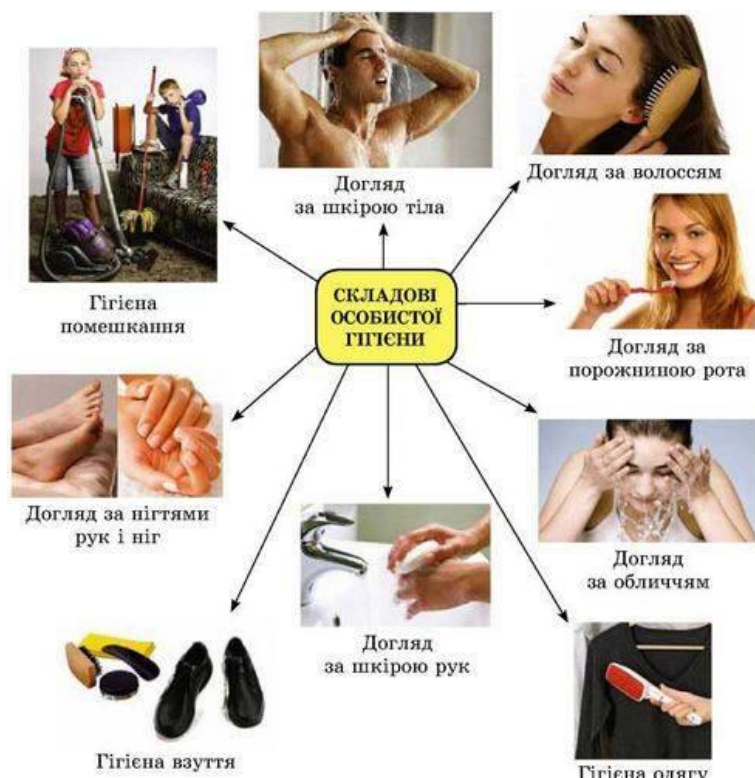 Догляд
за шкірою тіла
Догляд за волоссям
Гігієна
помешкання
СКЛАДОВІ
ОСОБИСТОЇ
ГІГІЄНИ
Догляд за
порожниною рота
Догляд за нігтями
рук і ніг
Догляд
за обличчям
Догляд
за шкірою рук
Гігієна взуття
Гігієна одягу